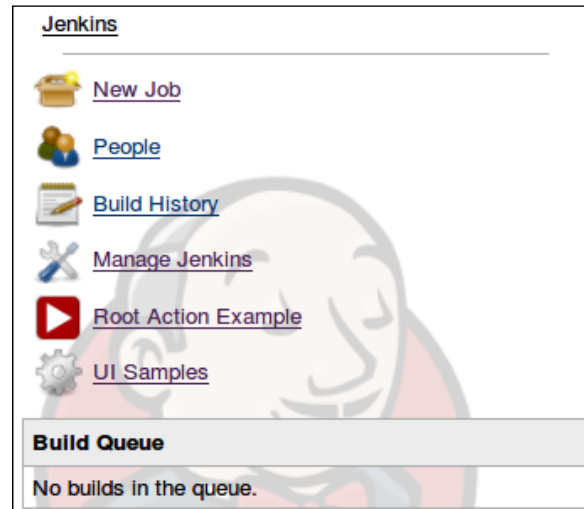 Jenkins
New Job
People
Build History
Manage Jenkins
Root Action Example
UI Samples
Build Queue
No builds in the queue.